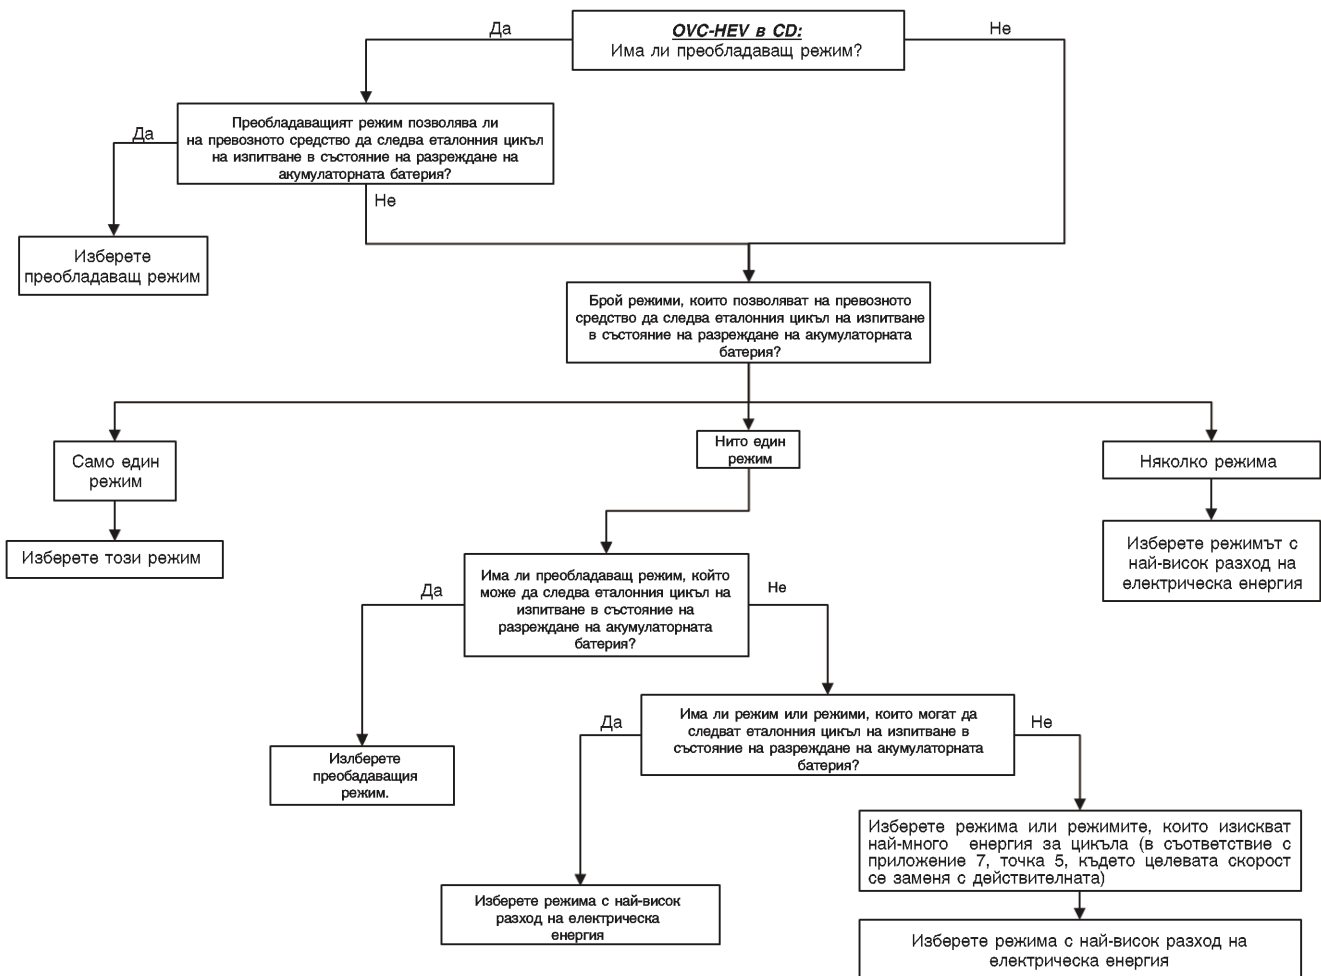 OVC-HEV в CD:
Има ли преобладаващ режим?
Да
Не
Преобладаващият режим позволява ли
на превозното средство да следва еталонния цикъл
на изпитване в състояние на разреждане на
акумулаторната батерия?
Да
Не
Изберете
преобладаващ режим
Брой режими, които позволяват на превозното
средство да следва еталонния цикъл на изпитване
в състояние на разреждане на акумулаторната
батерия?
Само един
режим
Нито един
режим
Няколко режима
Изберете този режим
Изберете режимът с
най-висок разход на
електрическа енергия
Има ли преобладаващ режим, който
може да следва еталонния цикъл на
изпитване в състояние на
разреждане на акумулаторната
батерия?
Да
Не
Има ли режим или режими, които могат да
следват еталонния цикъл на изпитване в
състояние на разреждане на акумулаторната
батерия?
Да
Не
Излберете
преобадаващия
режим.
Изберете режима или режимите, които изискват
най-много енергия за цикъла (в съответствие с
приложение 7, точка 5, където целевата скорост
се заменя с действителната)
Изберете режима с най-висок
разход на електрическа
енергия
Изберете режима с най-висок разход на
електрическа енергия